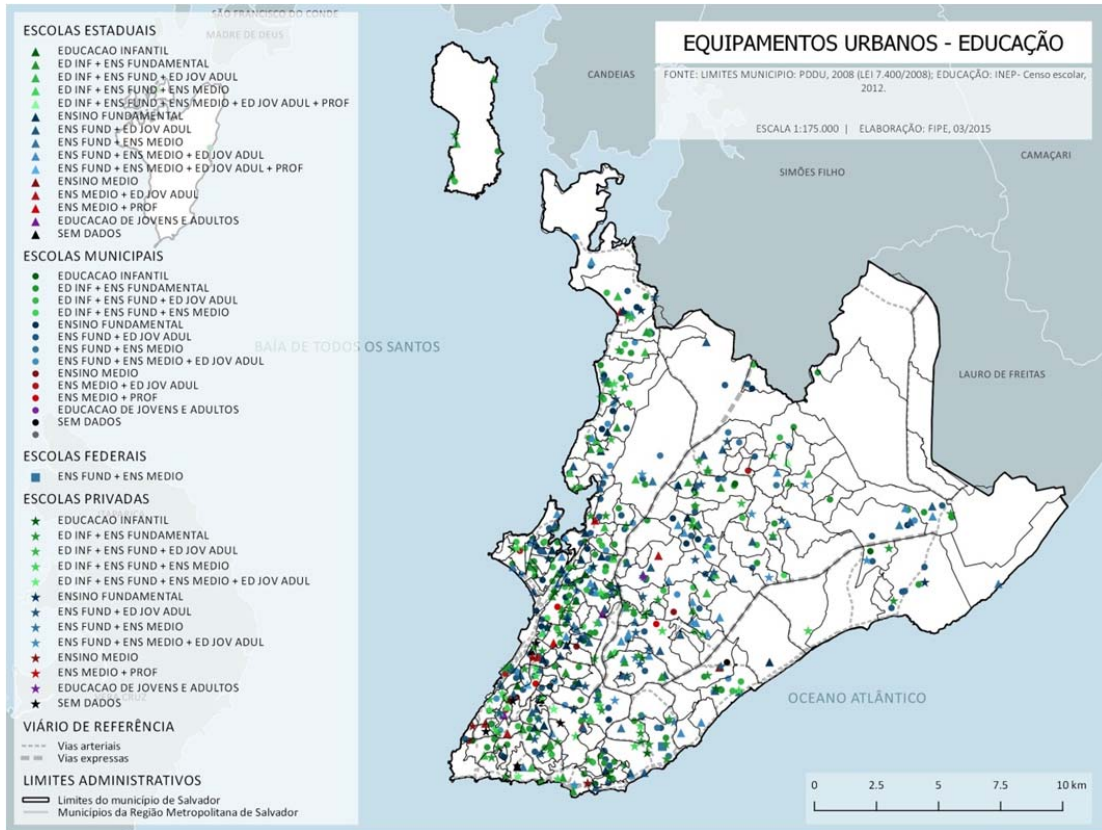 SÃO FRANCISCO DO CONDE
ESCOLAS ESTADUAIS
MADRE DE DEUS
EDUCACAO INFANTIL
ED INF + ENS FUNDAMENTAL
ED INF + ENS FUND + ED JOV ADUL
ED INF + ENS FUND + ENS MEDIO
ED INF + ENS FUND + ENS MEDIO + ED JOV ADUL + PROF
ENSINO FUNDAMENTAL
ENS FUND + ED JOV ADUL
ENS FUND + ENS MEDIO
ENS FUND + ENS MEDIO + ED JOV ADUL
ENS FUND + ENS MEDIO + ED JOV ADUL + PROF
ENSINO MEDIO
ENS MEDIO + ED JOV ADUL
ENS MEDIO + PROF
EDUCACAO DE JOVENS E ADULTOS
SEM DADOS
ESCOLAS MUNICIPAIS
EDUCACAO INFANTIL
ED INF + ENS FUNDAMENTAL
ED INF + ENS FUND + ED JOV ADUL
ED INF + ENS FUND + ENS MEDIO
ENSINO FUNDAMENTAL
ENS FUND + ED JOV ADUL
ENS FUND + ENS MEDIO
ENS FUND + ENS MEDIO + ED JOV ADUL
ENSINO MEDIO
ENS MEDIO + ED JOV ADUL
ENS MEDIO + PROF
EDUCACAO DE JOVENS E ADULTOS
SEM DADOS
ESCOLAS FEDERAIS
ENS FUND + ENS MEDIO
ESCOLAS PRIVADAS
ITAPARICA
EDUCACAO INFANTIL
ED INF + ENS FUNDAMENTAL
ED INF + ENS FUND + ED JOV ADUL
ED INF + ENS FUND + ENS MEDIO
ED INF + ENS FUND + ENS MEDIO + ED JOV ADUL
ENSINO FUNDAMENTAL
ENS FUND + ED JOV ADUL
ENS FUND + ENS MEDIO
ENS FUND + ENS MEDIO + ED JOV ADUL
ENSINO MEDIO
ENS MEDIO + PROF
EDUCACAO DE JOVENS E ADULTOS
VERA CRUZ
SEM DADOS
VIÁRIO DE REFERÊNCIA
Vias arteriais
Vias expressas
LIMITES ADMINISTRATIVOS
Limites do município de Salvador
Municípios da Região Metropolitana de Salvador
EQUIPAMENTOS URBANOS - EDUCAÇÃO
FONTE: LIMITES MUNICIPIO: PDDU, 2008 (LEI 7.400/2008); EDUCAÇÃO: INEP- Censo escolar,
2012.
ESCALA 1:175.000 | ELABORAÇÃO: FIPE, 03/2015
CANDEIAS
CAMAÇARI
SIMÕES FILHO
BAÍA DE TODOS OS SANTOS
LAURO DE FREITAS
OCEANO ATLÂNTICO
0 2.5 5 7.5 10 km